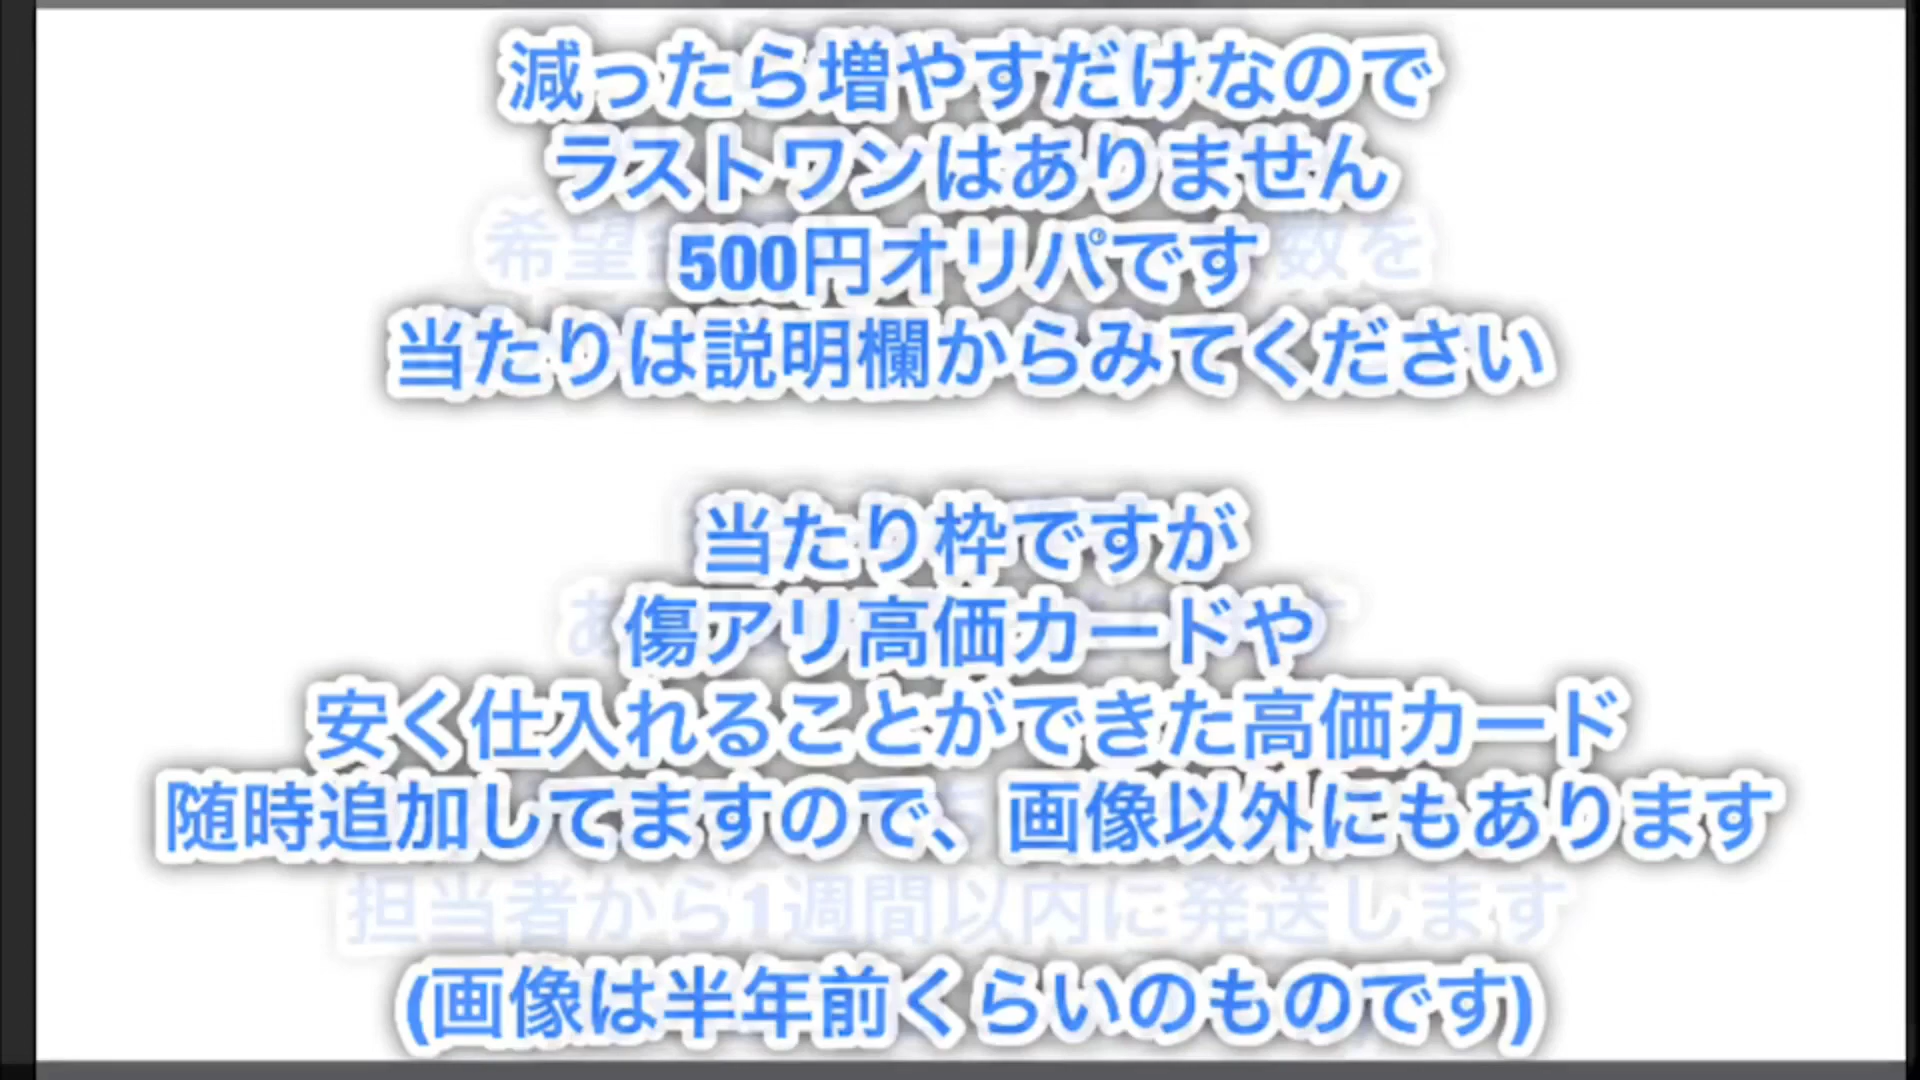 減ったら増やすだけなので
ラストワンはありません
500円オリパです
当たりは説明欄からみてください
当たり枠ですが
傷アリ高価カードや
安く仕入れることができた高価カード
随時追加してますので、画像以外にもあります
担当者から1週間以内に発送します
(画像は半年前くらいのものです)